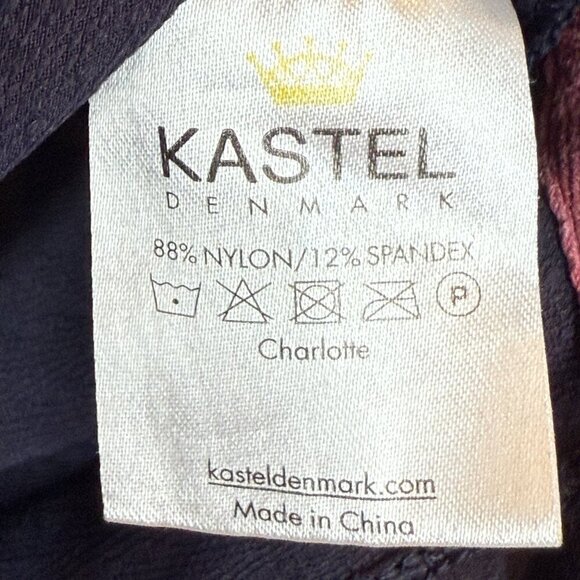 KASTEL
DENMARK
88% NYLON/12% SPANDEX
P
Charlotte
kasteldenmark.com
Made in China